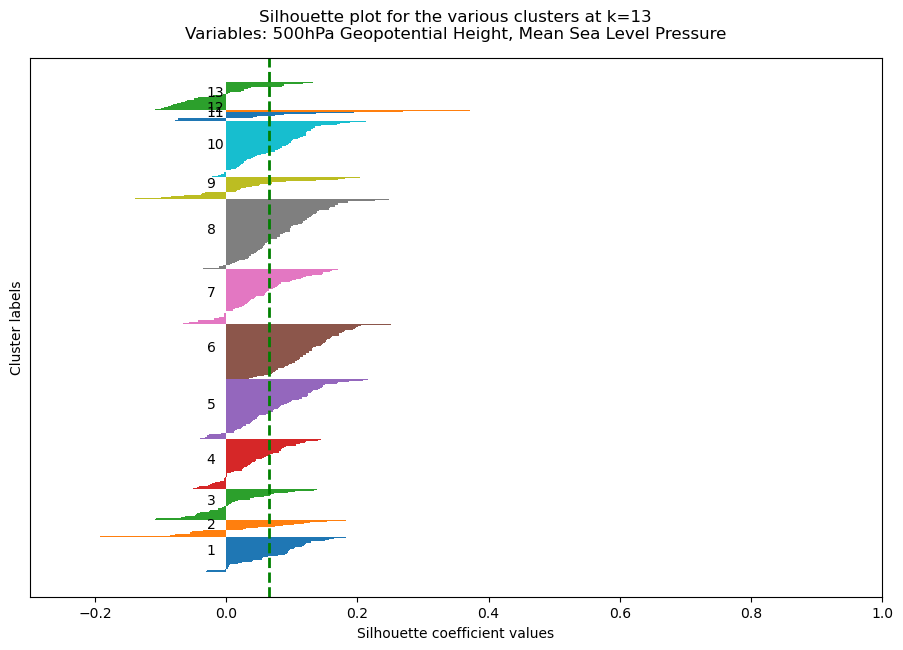 Silhouette plot for the various clusters at k=13
Variables: 500hPa Geopotential Height, Mean Sea Level Pressure
13
12
11
10
9
8
7
6
5
4
3
2
1
Cluster labels
−0.2 0.0 0.2 0.4 0.6 0.8 1.0
Silhouette coefficient values